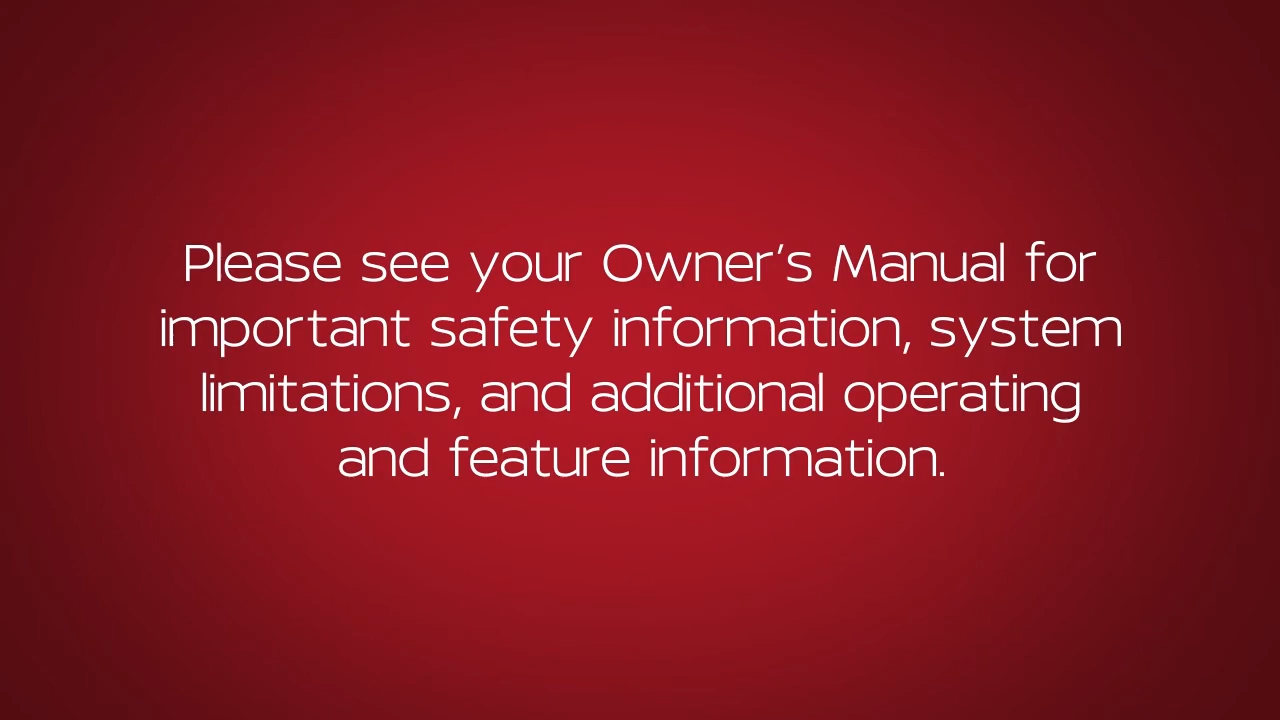 Please see your Owner’s Manual for
important safety information, system
limitations, and additional operating
and feature information.